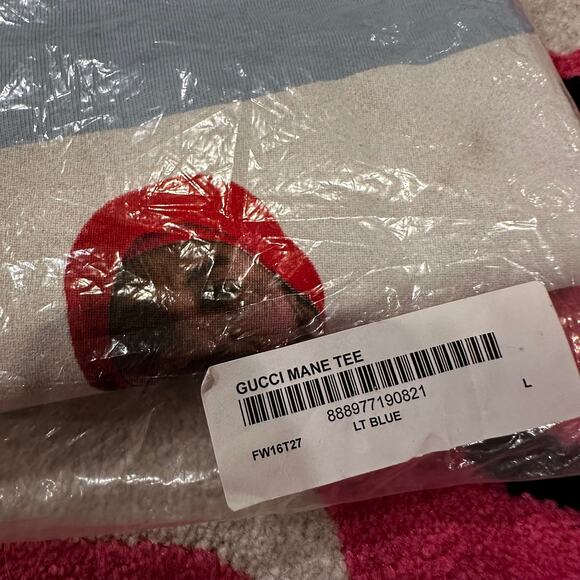 GUCCI MANE TEE
888977190821
L
LT BLUE
FW16T27